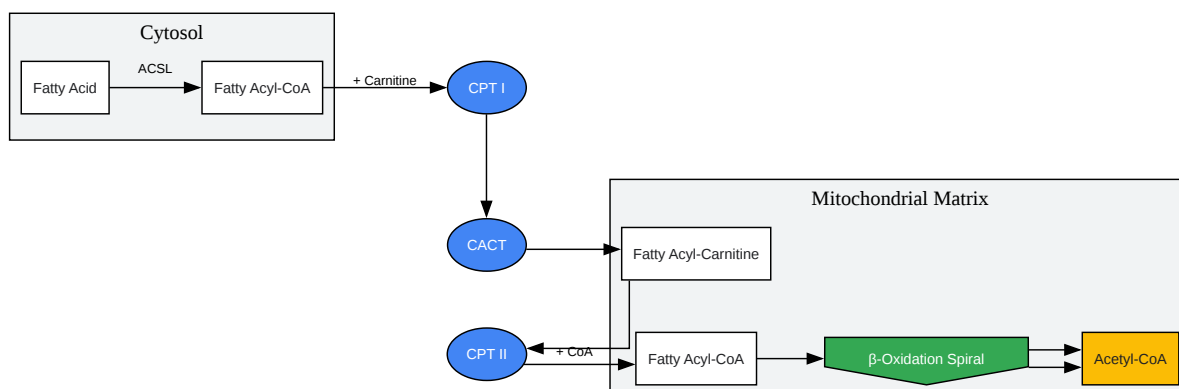 Cytosol
ACSL
Fatty Acid
Fatty Acyl-CoA
+ Carnitine
CPT I
Mitochondrial Matrix
CACT
Fatty Acyl-Carnitine
CPT II
+ CoA
Fatty Acyl-CoA
β-Oxidation Spiral
Acetyl-CoA